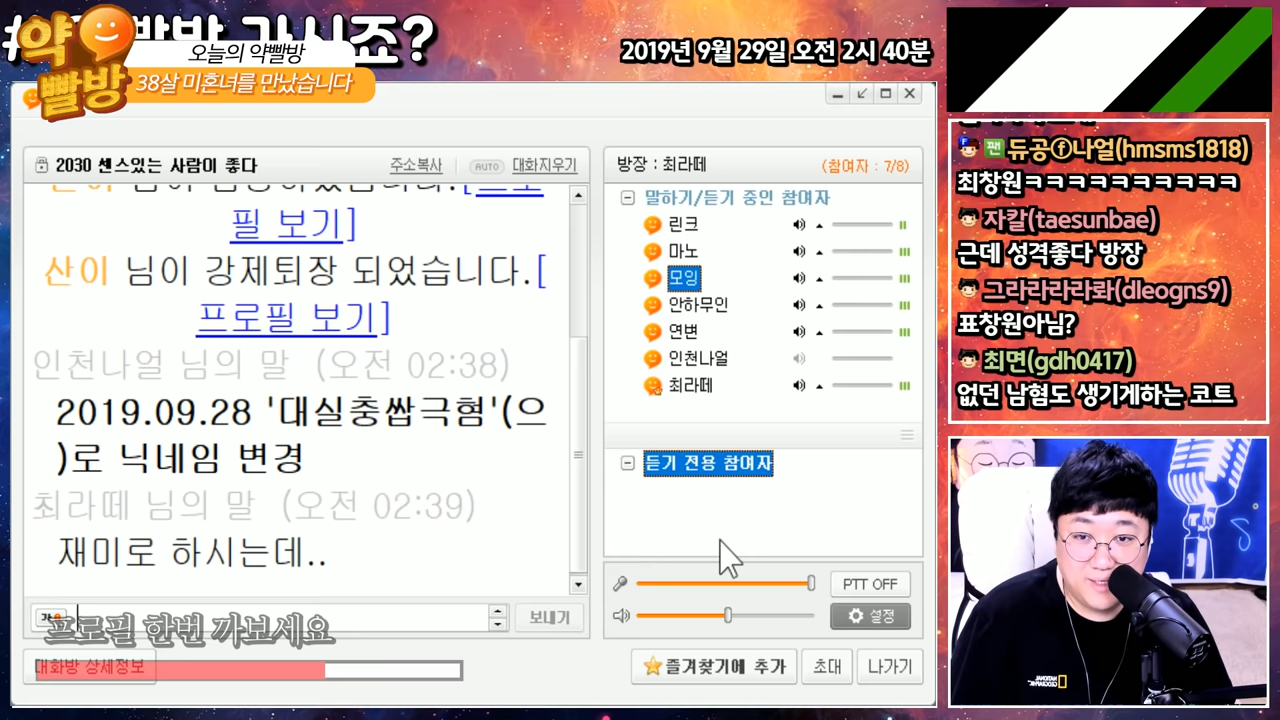 약빨방 가시죠?
약
빨방
오늘의 약빨방
38살 미혼녀를 만났습니다
2019년 9월 29일 오전 2시 40분
2030 센스있는 사람이 좋다
주소복사
AUTO
대화지우기
산이 님이
[프로
필 보기]
산이 님이 강제퇴장 되었습니다.[
프로필 보기]
인천나얼 님의 말 (오전 02:38)
2019.09.28 '대실충쌉극혐'(으
)로 닉네임 변경
최라떼 님의 말 (오전 02:39)
재미로 하시는데..
보내기
프로필 한번 까보세요
대화방 상세정보
방장 : 최라떼
(참여자 : 7/8)
말하기/듣기 중인 참여자
린크
마노
모잉
안하무인
연변
인천나얼
최라떼
듣기 전용 참여자
PTT OFF
설정
즐겨찾기에 추가
초대
나가기
팬 듀공ⓕ나얼(hmsms1818)
최창원ㅋㅋㅋㅋㅋㅋㅋㅋㅋㅋ
자칼(taesunbae)
근데 성격좋다 방장
그라라라라롸(dleogns9)
표창원아님?
최면(gdh0417)
없던 남혐도 생기게하는 코트
NATIONAL
GEOGRAPHIC